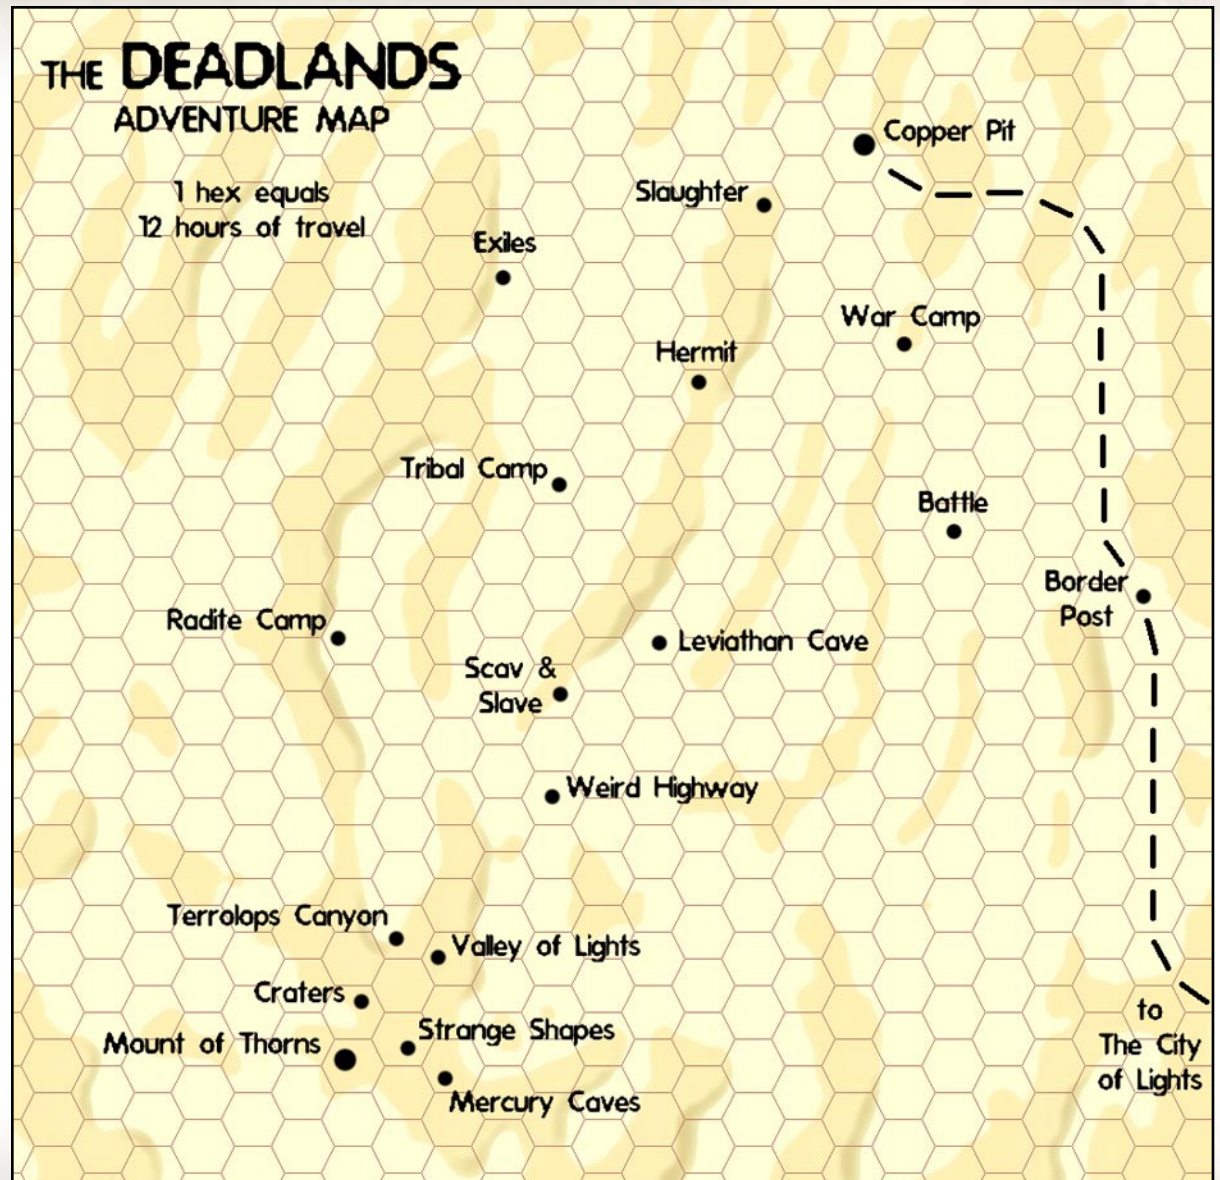 THE DEADLANDS
ADVENTURE MAP
1 hex equals
12 hours of travel
Copper Pit
Slaughter
Exiles
War Camp
Hermit
Tribal Camp
Battle
Border
Post
Radite Camp
Leviathan Cave
Scav &
Slave
Weird Highway
Terrolops Canyon
Valley of Lights
Craters
Strange Shapes
Mount of Thorns
Mercury Caves
to
The City
of Lights